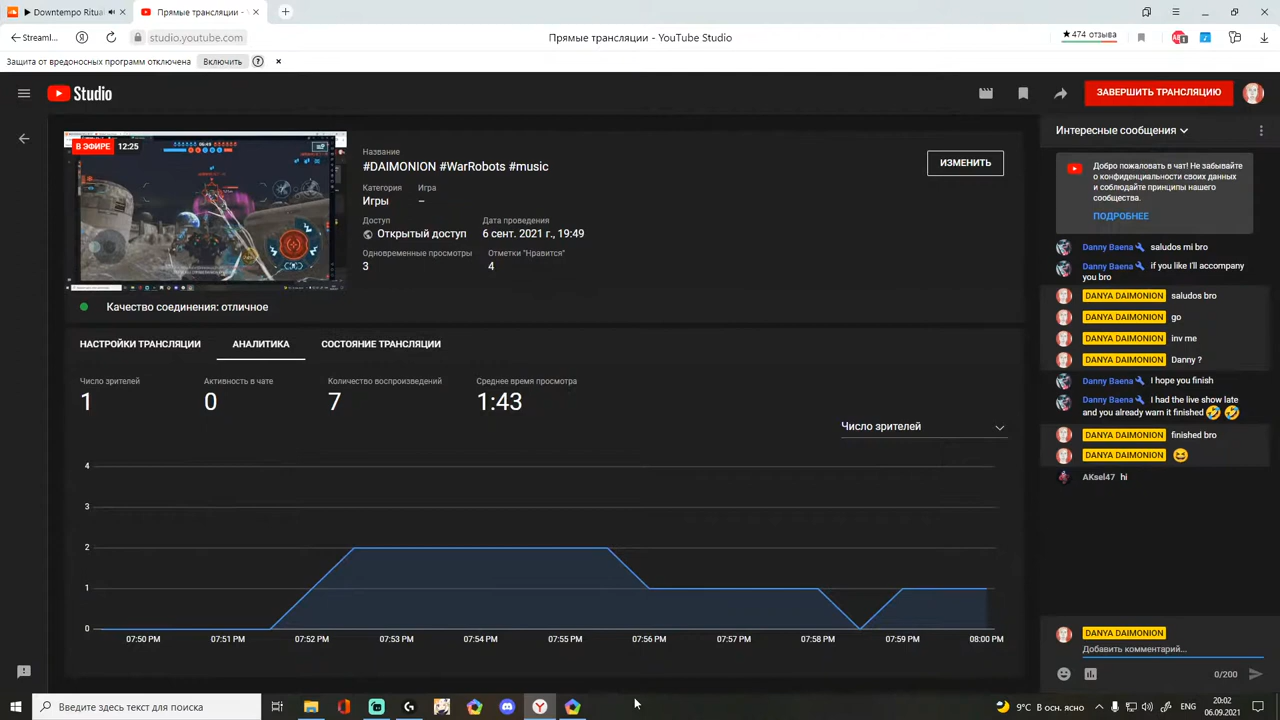 Downtempo Ritua
Прямые трансляции - You
Streaml...
studio.youtube.com
Прямые трансляции - YouTube Studio
★474 отзыва
Защита от вредоносных программ отключена
Включить
Studio
ЗАВЕРШИТЬ ТРАНСЛЯЦИЮ
В ЭФИРЕ 12:25
Название
#DAIMONION #WarRobots #music
ИЗМЕНИТЬ
Категория Игра
Игры –
Доступ Дата проведения
Открытый доступ 6 сент. 2021 г., 19:49
Одновременные просмотры Отметки "Нравится"
3 4
Качество соединения: отличное
НАСТРОЙКИ ТРАНСЛЯЦИИ АНАЛИТИКА СОСТОЯНИЕ ТРАНСЛЯЦИИ
Число зрителей Активность в чате Количество воспроизведений Среднее время просмотра
1 0 7 1:43
Число зрителей
4
3
2
1
0
07:50 PM 07:51 PM 07:52 PM 07:53 PM 07:54 PM 07:55 PM 07:56 PM 07:57 PM 07:58 PM 07:59 PM 08:00 PM
Интересные сообщения
Добро пожаловать в чат! Не забывайте
о конфиденциальности своих данных
и соблюдайте принципы нашего
сообщества.
ПОДРОБНЕЕ
Danny Baena saludos mi bro
Danny Baena if you like I'll accompany
you bro
DANYA DAIMONION saludos bro
DANYA DAIMONION go
DANYA DAIMONION inv me
DANYA DAIMONION Danny ?
Danny Baena I hope you finish
Danny Baena I had the live show late
and you already warn it finished 🤣 🤣
DANYA DAIMONION finished bro
DANYA DAIMONION 😆
AKsel47 hi
DANYA DAIMONION
Добавить комментарий...
0/200
Введите здесь текст для поиска
9°C В осн. ясно
ENG
20:02
06.09.2021